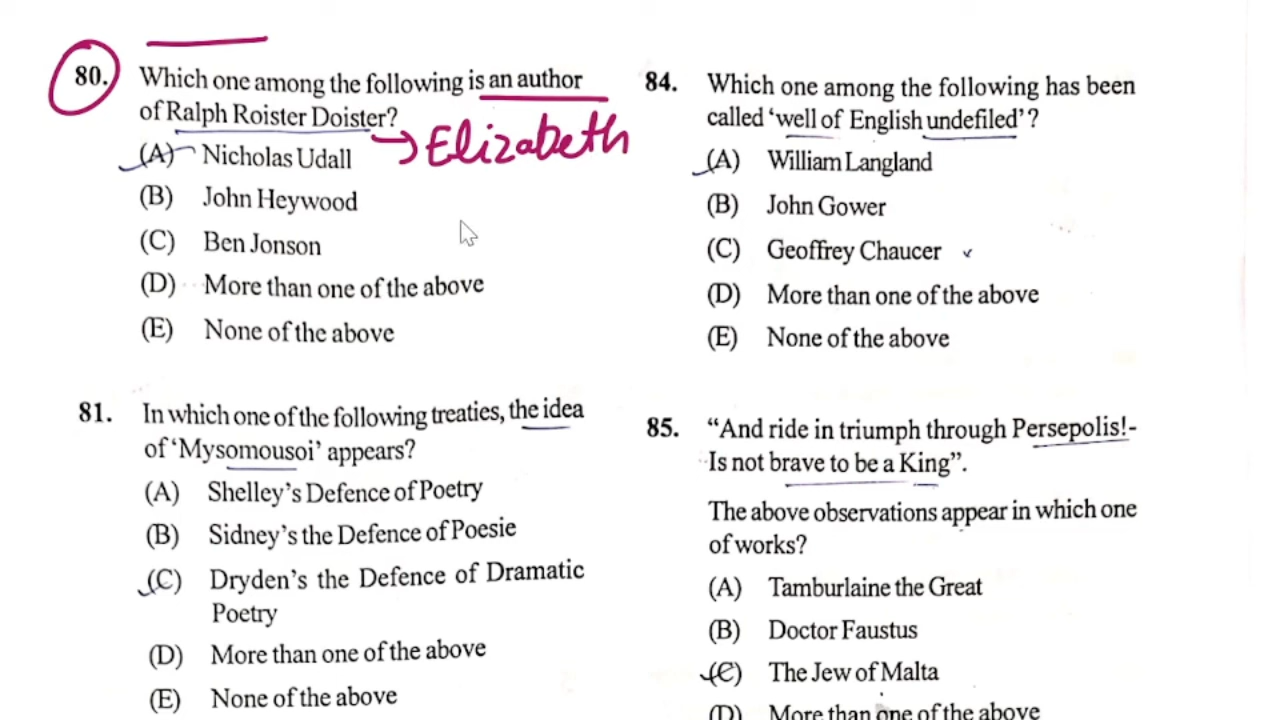 80. Which one among the following is an author
of Ralph Roister Doister?
Elizabeth
(A) Nicholas Udall
(B) John Heywood
(C) Ben Jonson
(D) More than one of the above
(E) None of the above
81. In which one of the following treaties, the idea
of 'Mysomousoi' appears?
(A) Shelley's Defence of Poetry
(B) Sidney's the Defence of Poesie
(C) Dryden's the Defence of Dramatic
Poetry
(D) More than one of the above
(E) None of the above
84. Which one among the following has been
called 'well of English undefiled'?
(A) William Langland
(B) John Gower
(C) Geoffrey Chaucer
(D) More than one of the above
(E) None of the above
85. "And ride in triumph through Persepolis!-
Is not brave to be a King".
The above observations appear in which one
of works?
(A) Tamburlaine the Great
(B) Doctor Faustus
(C) The Jew of Malta
(D) More than one of the above